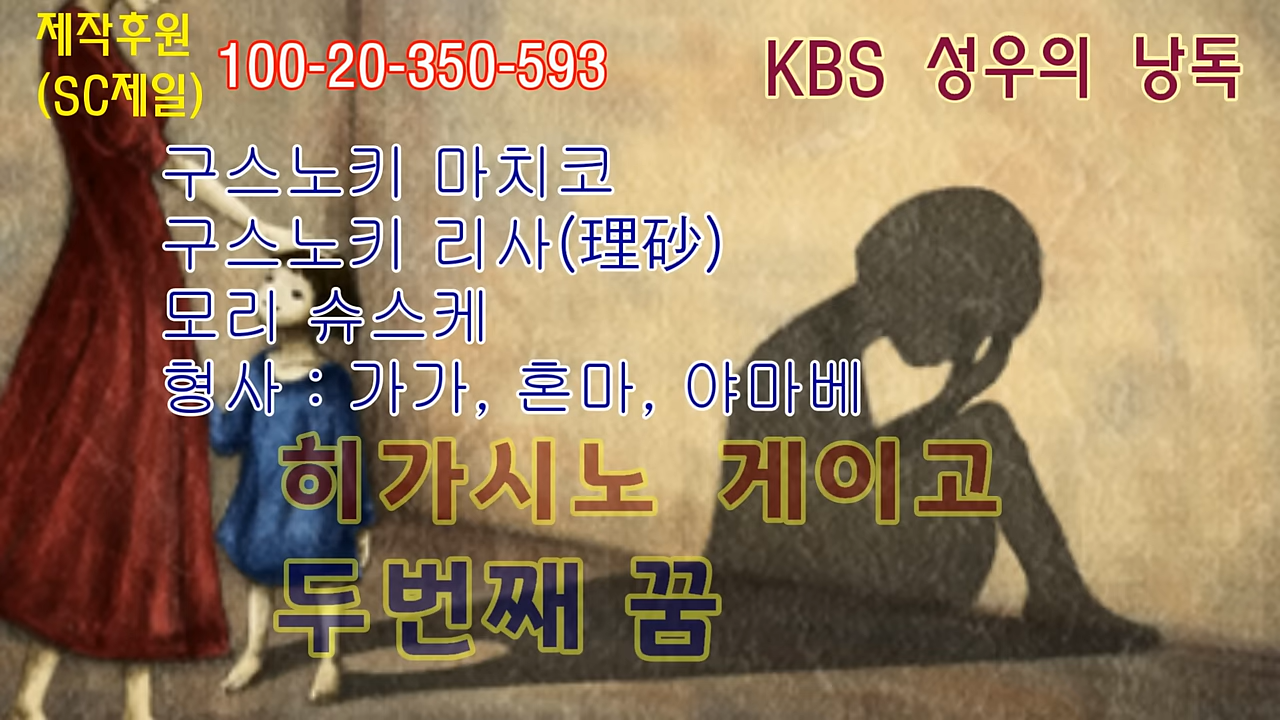 제작후원
(SC제일)
100-20-350-593
KBS 성우의 낭독
구스노키 마치코
구스노키 리사(理砂)
모리 슈스케
형사 : 가가, 혼마, 야마베
히가시노 게이고
두번째 꿈